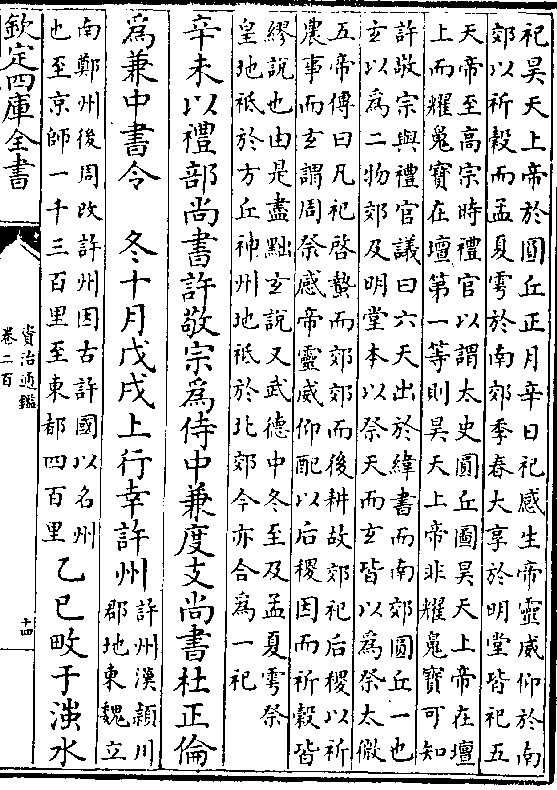 祀昊天上帝於圓丘正月辛日祀感生帝靈威仰於南
郊以祈穀而孟夏雩於南郊季春大享於明堂皆祀五
天帝至高宗時禮官以謂太史圓丘圖昊天上帝在壇
上而耀鬼寶在壇第一等則昊天上帝非耀鬼寶可知
許敬宗與禮官議曰六天出於緯書而南郊圓丘一也
玄以為二物郊及明堂本以祭天而玄皆以為祭太微
五帝傳曰凡祀啓蟄而郊郊而後耕故郊祀后稷以祈
農事而玄謂周祭感帝靈威仰配以后稷因而祈穀皆
繆說也由是盡黜玄說又武德中冬至及孟夏雩祭
皇地祇於方丘神州地祇於北郊今亦合為一祀
辛未以禮部尚書許敬宗為侍中兼度支尚書杜正倫
為兼中書令　冬十月戊戌上行幸許州
許州漢潁川
郡地東魏立
南鄭州後周改許州因古許國以名州
也至京師一千三百里至東都四百里
乙巳畋于滍水
欽定四庫全書
資治通鑑
卷二百
十四